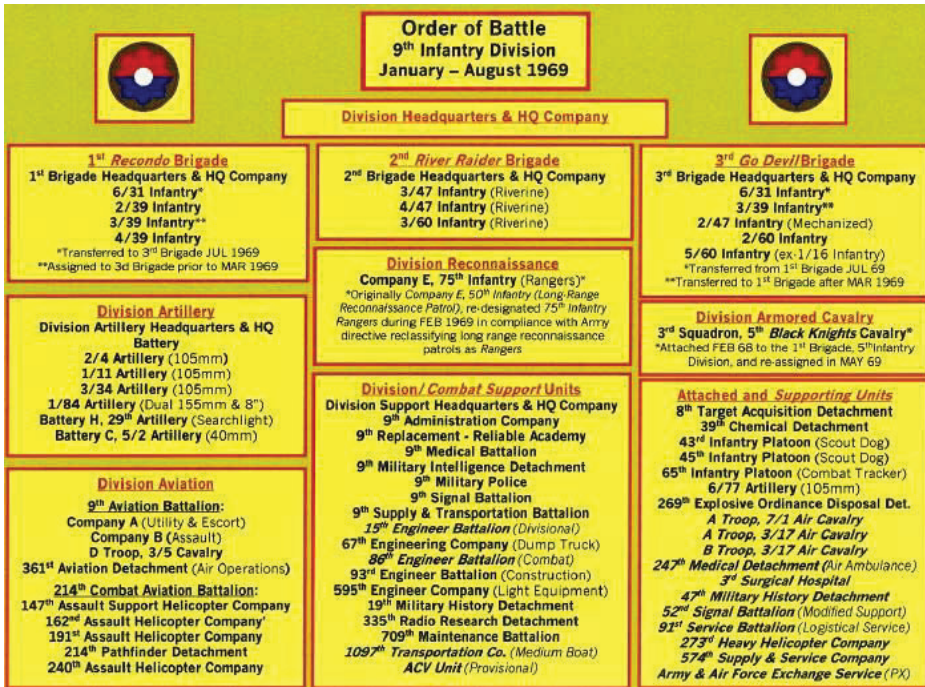 Order of Battle
9th Infantry Division
January – August 1969
Division Headquarters & HQ Company
1st Recondo Brigade
1st Brigade Headquarters & HQ Company
6/31 Infantry*
2/39 Infantry
3/39 Infantry**
4/39 Infantry
*Transferred to 3rd Brigade JUL 1969
**Assigned to 3d Brigade prior to MAR 1969
2nd River Raider Brigade
2nd Brigade Headquarters & HQ Company
3/47 Infantry (Riverine)
4/47 Infantry (Riverine)
3/60 Infantry (Riverine)
3rd Go Devil Brigade
3rd Brigade Headquarters & HQ Company
6/31 Infantry*
3/39 Infantry**
2/47 Infantry (Mechanized)
2/60 Infantry
5/60 Infantry (ex-1/16 Infantry)
*Transferred from 1st Brigade JUL 69
**Transferred to 1st Brigade after MAR 1969
Division Reconnaissance
Company E, 75th Infantry (Rangers)*
*Originally Company E, 50th Infantry (Long-Range
Reconnaissance Patrol), re-designated 75th Infantry
Rangers during FEB 1969 in compliance with Army
directive reclassifying long range reconnaissance
patrols as Rangers
Division Artillery
Division Artillery Headquarters & HQ
Battery
2/4 Artillery (105mm)
1/11 Artillery (105mm)
3/34 Artillery (105mm)
1/84 Artillery (Dual 155mm & 8")
Battery H, 29th Artillery (Searchlight)
Battery C, 5/2 Artillery (40mm)
Division Armored Cavalry
3rd Squadron, 5th Black Knights Cavalry*
*Attached FEB 68 to the 1st Brigade, 5th Infantry
Division, and re-assigned in MAY 69
Division/Combat Support Units
Division Support Headquarters & HQ Company
9th Administration Company
9th Replacement - Reliable Academy
9th Medical Battalion
9th Military Intelligence Detachment
9th Military Police
9th Signal Battalion
9th Supply & Transportation Battalion
15th Engineer Battalion (Divisional)
67th Engineering Company (Dump Truck)
86th Engineer Battalion (Combat)
93rd Engineer Battalion (Construction)
595th Engineer Company (Light Equipment)
19th Military History Detachment
335th Radio Research Detachment
709th Maintenance Battalion
1097th Transportation Co. (Medium Boat)
ACV Unit (Provisional)
Attached and Supporting Units
8th Target Acquisition Detachment
39th Chemical Detachment
43rd Infantry Platoon (Scout Dog)
45th Infantry Platoon (Scout Dog)
65th Infantry Platoon (Combat Tracker)
6/77 Artillery (105mm)
269th Explosive Ordinance Disposal Det.
A Troop, 7/1 Air Cavalry
A Troop, 3/17 Air Cavalry
B Troop, 3/17 Air Cavalry
247th Medical Detachment (Air Ambulance)
3rd Surgical Hospital
47th Military History Detachment
52nd Signal Battalion (Modified Support)
91st Service Battalion (Logistical Service)
273rd Heavy Helicopter Company
574th Supply & Service Company
Army & Air Force Exchange Service (PX)
Division Aviation
9th Aviation Battalion:
Company A (Utility & Escort)
Company B (Assault)
D Troop, 3/5 Cavalry
361st Aviation Detachment (Air Operations)
214th Combat Aviation Battalion:
147th Assault Support Helicopter Company
162nd Assault Helicopter Company'
191st Assault Helicopter Company
214th Pathfinder Detachment
240th Assault Helicopter Company